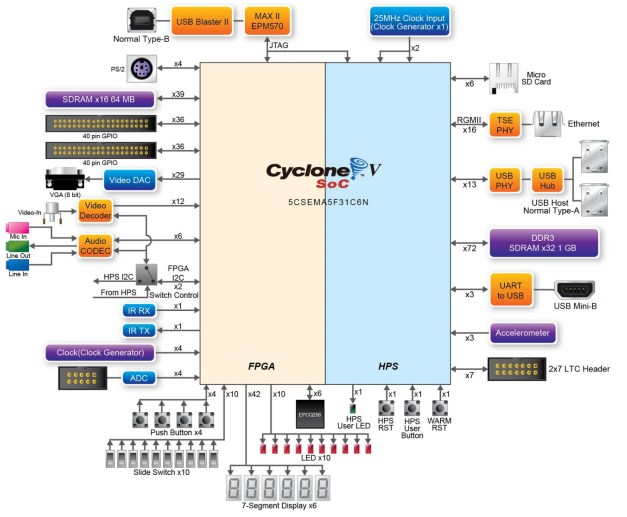 USB Blaster II
MAX II
EPM570
25MHz Clock Input
(Clock Generator x1)
Normal Type-B
JTAG
x2
PS/2
x4
x6
Micro
SD Card
SDRAM x16 64 MB
x39
40 pin GPIO
x36
RGMII
x16
TSE
PHY
Ethernet
40 pin GPIO
x36
Cyclone V
SoC
5CSEMA5F31C6N
VGA (8 bit)
Video DAC
x29
x13
USB
PHY
USB
Hub
USB Host
Normal Type-A
Video-In
Video
Decoder
x12
Mic In
Line Out
Line In
Audio
CODEC
x6
x72
DDR3
SDRAM x32 1 GB
HPS I2C
FPGA
I2C
x2
From HPS
Switch Control
x3
UART
to USB
USB Mini-B
IR RX
x1
IR TX
x1
x3
Accelerometer
Clock(Clock Generator)
x4
ADC
x4
FPGA
HPS
x7
2x7 LTC Header
x4
x10
x42
x10
x6
x1
x1
x1
x1
EPCQ256
HPS
User LED
HPS
RST
HPS
User
Button
WARM
RST
Push Button x4
LED x10
Slide Switch x10
7-Segment Display x6